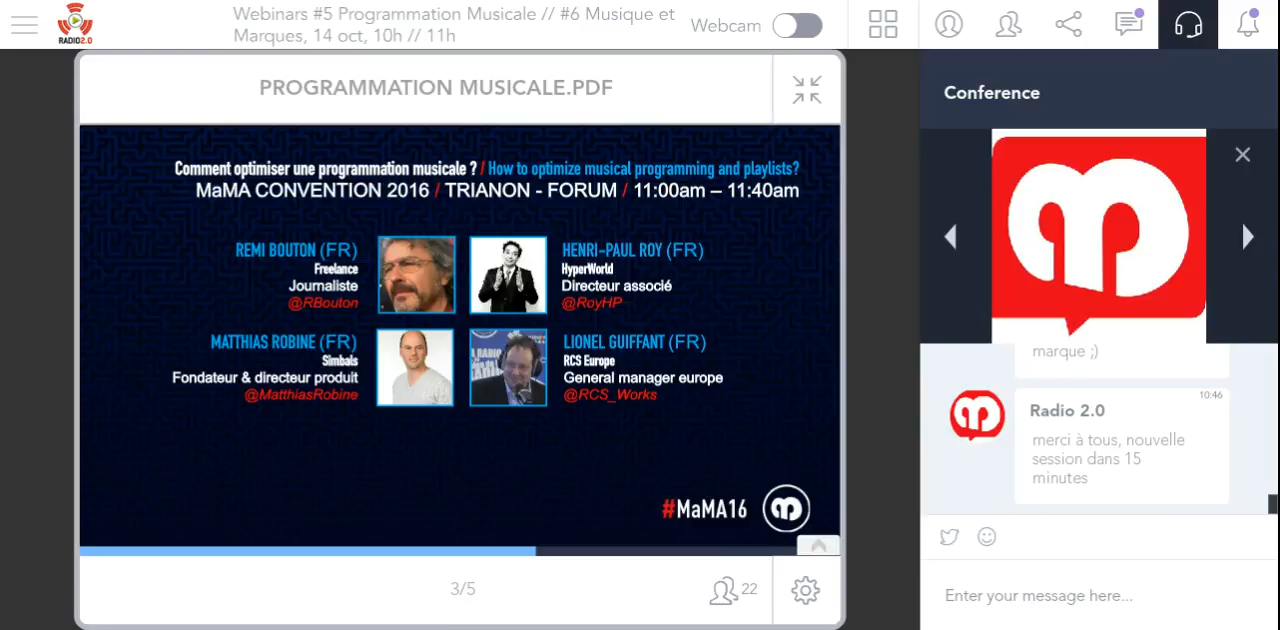 Webinars #5 Programmation Musicale // #6 Musique et
Marques, 14 oct, 10h // 11h
Webcam
RADIO2.0
PROGRAMMATION MUSICALE.PDF
Comment optimiser une programmation musicale ? / How to optimize musical programming and playlists?
MaMA CONVENTION 2016 / TRIANON - FORUM / 11:00am – 11:40am
REMI BOUTON (FR)
Freelance
Journaliste
@RBouton
HENRI-PAUL ROY (FR)
HyperWorld
Directeur associé
@RoyHP
MATTHIAS ROBINE (FR)
Simbals
Fondateur & directeur produit
@MatthiasRobine
LIONEL GUIFFANT (FR)
RCS Europe
General manager europe
@RCS_Works
#MaMA16
3/5
22
Conference
marque ;)
10:46
Radio 2.0
merci à tous, nouvelle
session dans 15
minutes
Enter your message here...